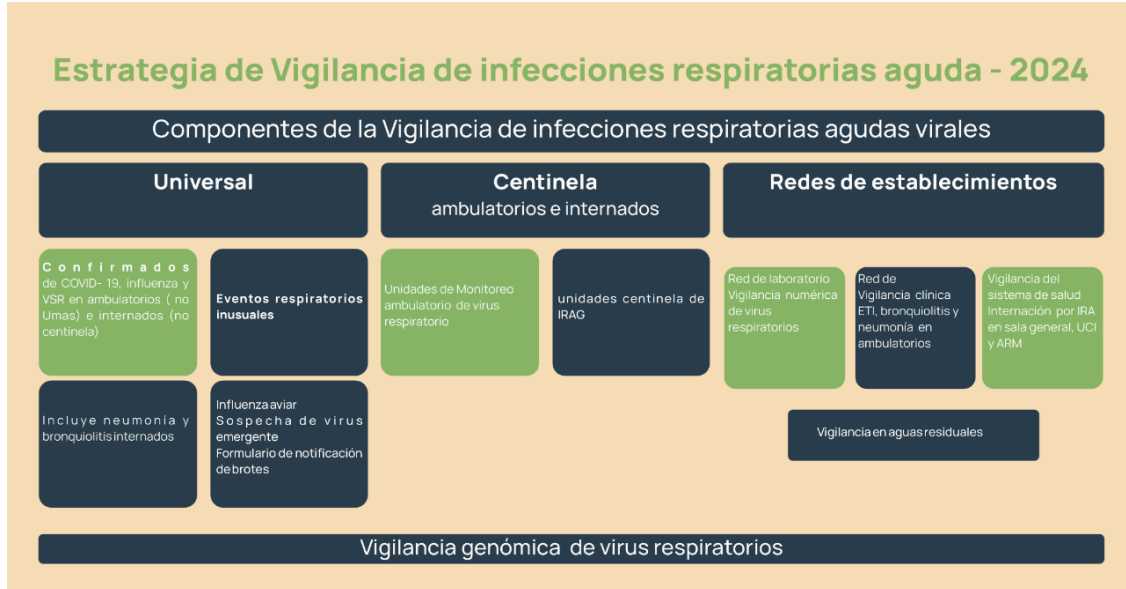 Estrategia de Vigilancia de infecciones respiratorias aguda - 2024
Componentes de la Vigilancia de infecciones respiratorias agudas virales
Universal
Centinela
ambulatorios e internados
Redes de establecimientos
Confirmados
de COVID- 19, influenza y
VSR en ambulatorios ( no
Umas) e internados (no
centinela)
Eventos respiratorios
inusuales
Unidades de Monitoreo
ambulatorio de virus
respiratorio
unidades centinela de
IRAG
Red de laboratorio
Vigilancia numérica
de virus
respiratorios
Red de
Vigilancia clínica
ETI, bronquiolitis y
neumonía en
ambulatorios
Vigilancia del
sistema de salud
Internación por IRA
en sala general, UCI
y ARM
Incluye neumonía y
bronquiolitis internados
Influenza aviar
Sospecha de virus
emergente
Formulario de notificación
de brotes
Vigilancia en aguas residuales
Vigilancia genómica de virus respiratorios